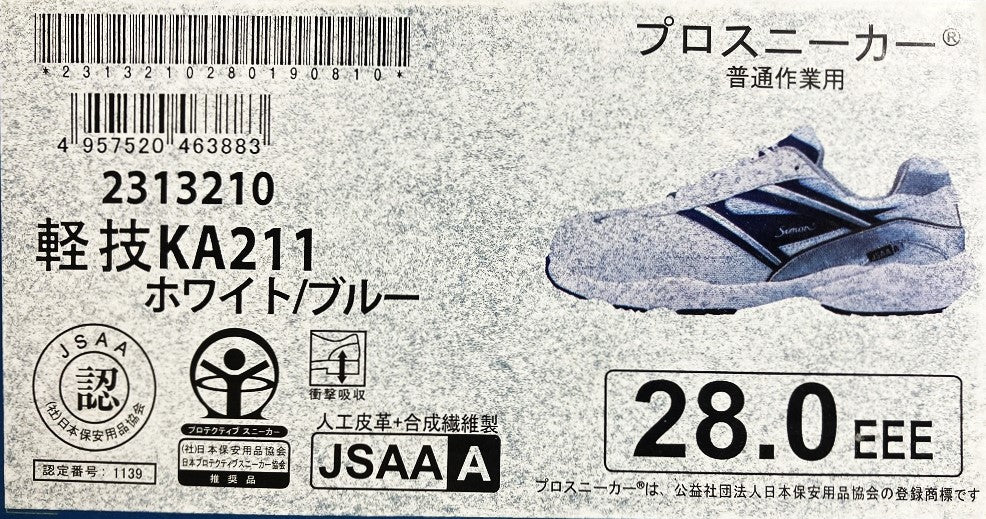 *2313210280190810*
4 957520 463883
2313210
軽技KA211
ホワイト/ブルー
プロスニーカー®
普通作業用
Simon
JSAA A
JSAA
認
(社)日本保安用品協会
認定番号：1139
プロテクティブ スニーカー
(社)日本保安用品協会
日本プロテクティブスニーカー協会
推奨品
衝撃吸収
人工皮革+合成繊維製
JSAA A
28.0 EEE
プロスニーカー®は、公益社団法人日本保安用品協会の登録商標です